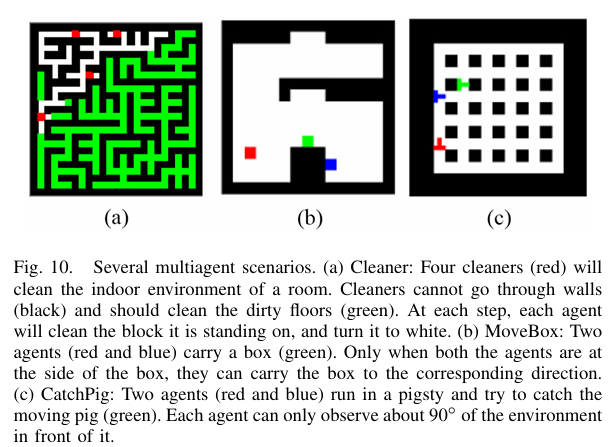 (a)
(b)
(c)
Fig. 10. Several multiagent scenarios. (a) Cleaner: Four cleaners (red) will
clean the indoor environment of a room. Cleaners cannot go through walls
(black) and should clean the dirty floors (green). At each step, each agent
will clean the block it is standing on, and turn it to white. (b) MoveBox: Two
agents (red and blue) carry a box (green). Only when both the agents are at
the side of the box, they can carry the box to the corresponding direction.
(c) CatchPig: Two agents (red and blue) run in a pigsty and try to catch the
moving pig (green). Each agent can only observe about 90° of the environment
in front of it.